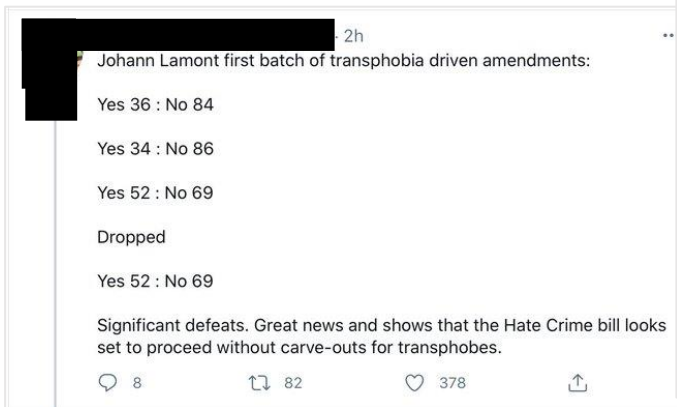 · 2h
Johann Lamont first batch of transphobia driven amendments:
Yes 36 : No 84
Yes 34 : No 86
Yes 52 : No 69
Dropped
Yes 52 : No 69
Significant defeats. Great news and shows that the Hate Crime bill looks
set to proceed without carve-outs for transphobes.
8 82 378